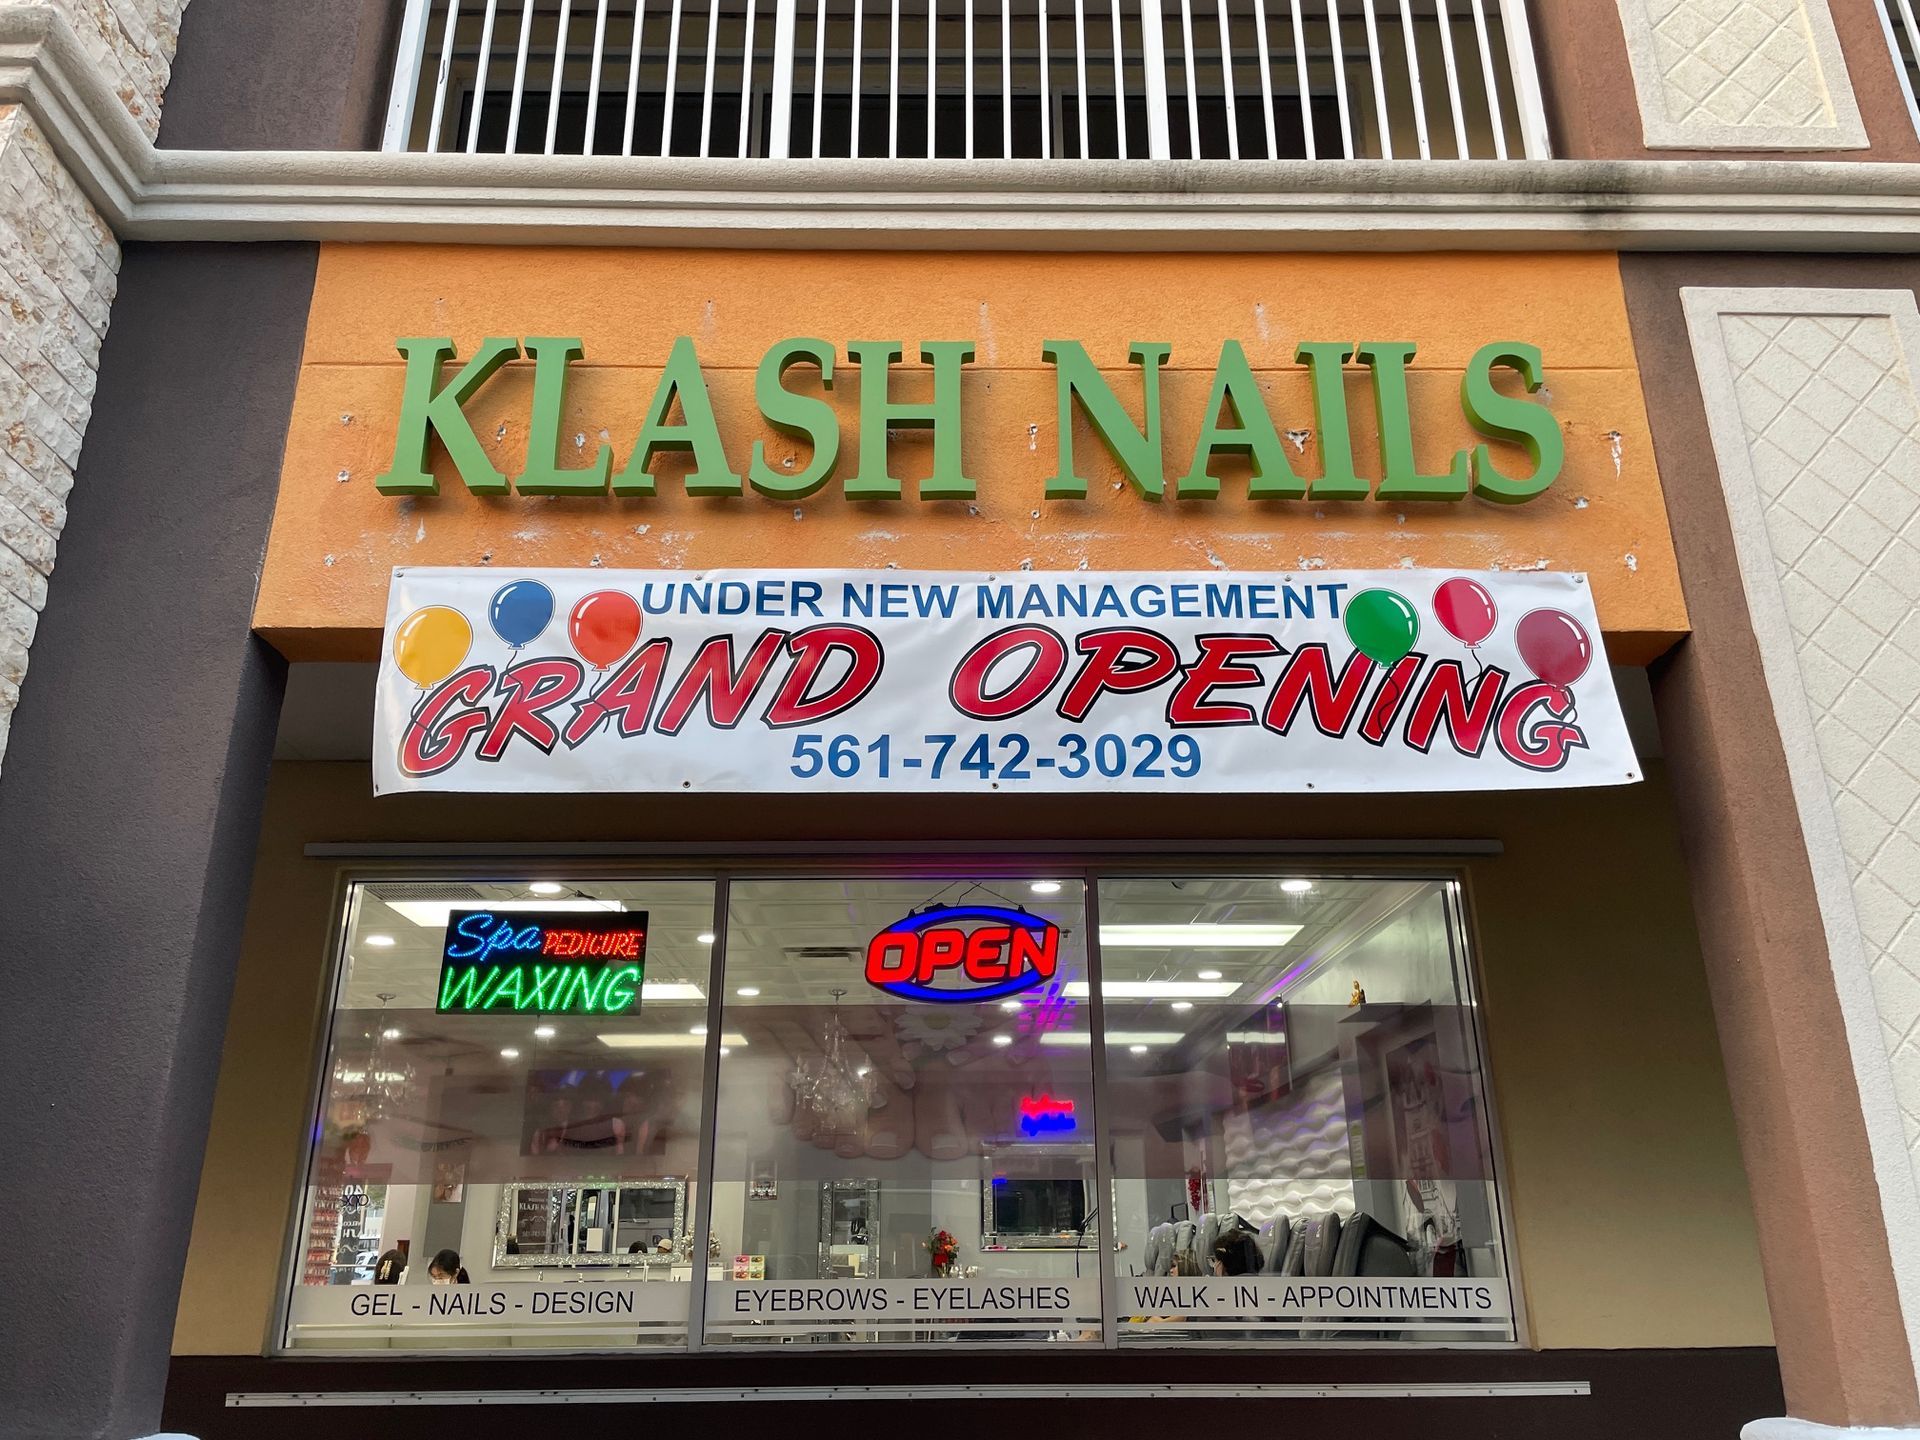 KLASH NAILS
UNDER NEW MANAGEMENT
GRAND OPENING
561-742-3029
Spa PEDICURE
WAXING
OPEN
GEL - NAILS - DESIGN
EYEBROWS - EYELASHES
WALK - IN - APPOINTMENTS